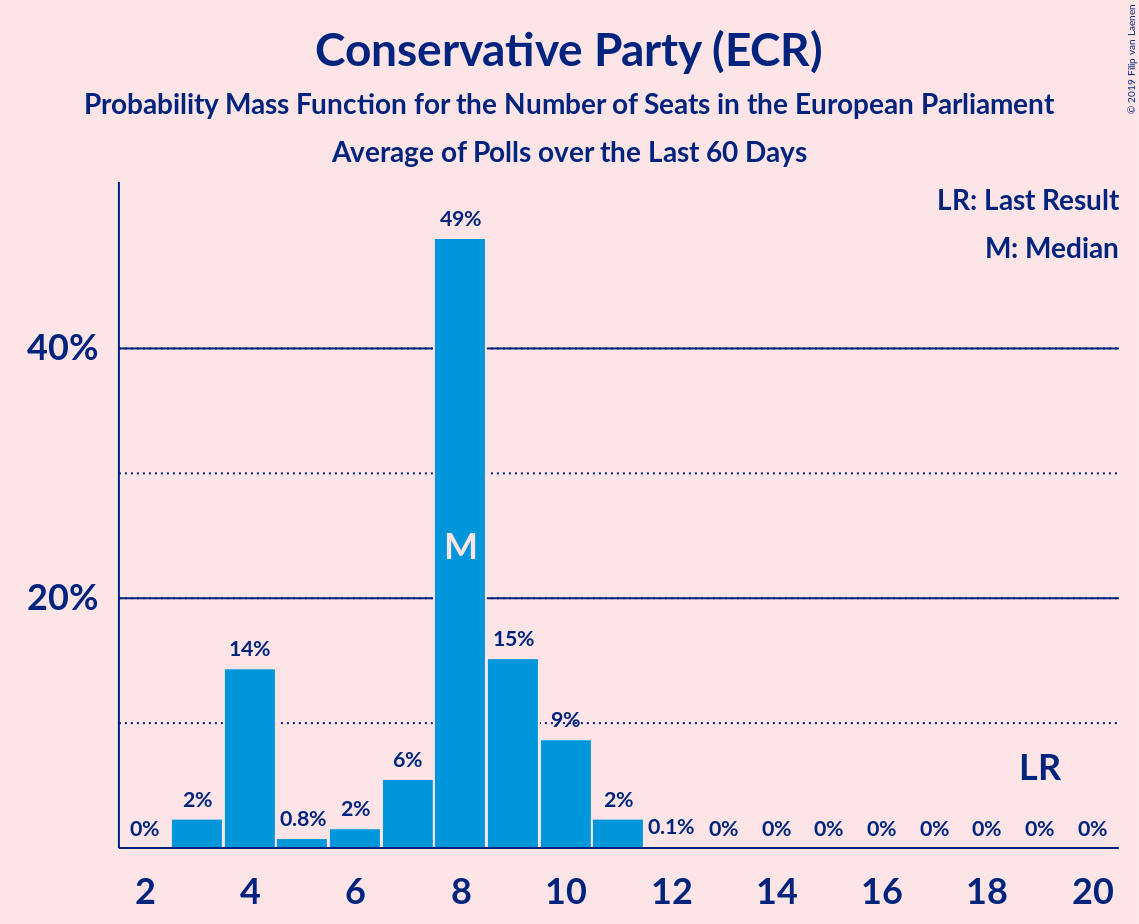 Conservative Party (ECR)
Probability Mass Function for the Number of Seats in the European Parliament
Average of Polls over the Last 60 Days
© 2019 Filip van Laenen
LR: Last Result
M: Median
49%
40%
M
20%
15%
14%
9%
LR
6%
2%
2%
2%
0.8%
0.1%
0%
0%
0%
0%
0%
0%
0%
0%
0%
2 4 6 8 10 12 14 16 18 20